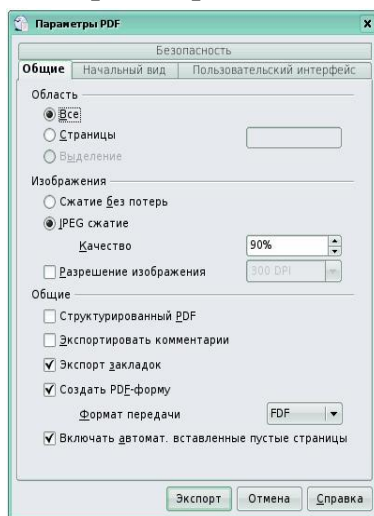 Параметры PDF
Безопасность
Общие Начальный вид Пользовательский интерфейс
Область
Все
Страницы
Выделение
Изображения
Сжатие без потерь
JPEG сжатие
Качество 90%
Разрешение изображения 300 DPI
Общие
Структурированный PDF
Экспортировать комментарии
Экспорт закладок
Создать PDF-форму
Формат передачи FDF
Включать автомат. вставленные пустые страницы
Экспорт Отмена Справка